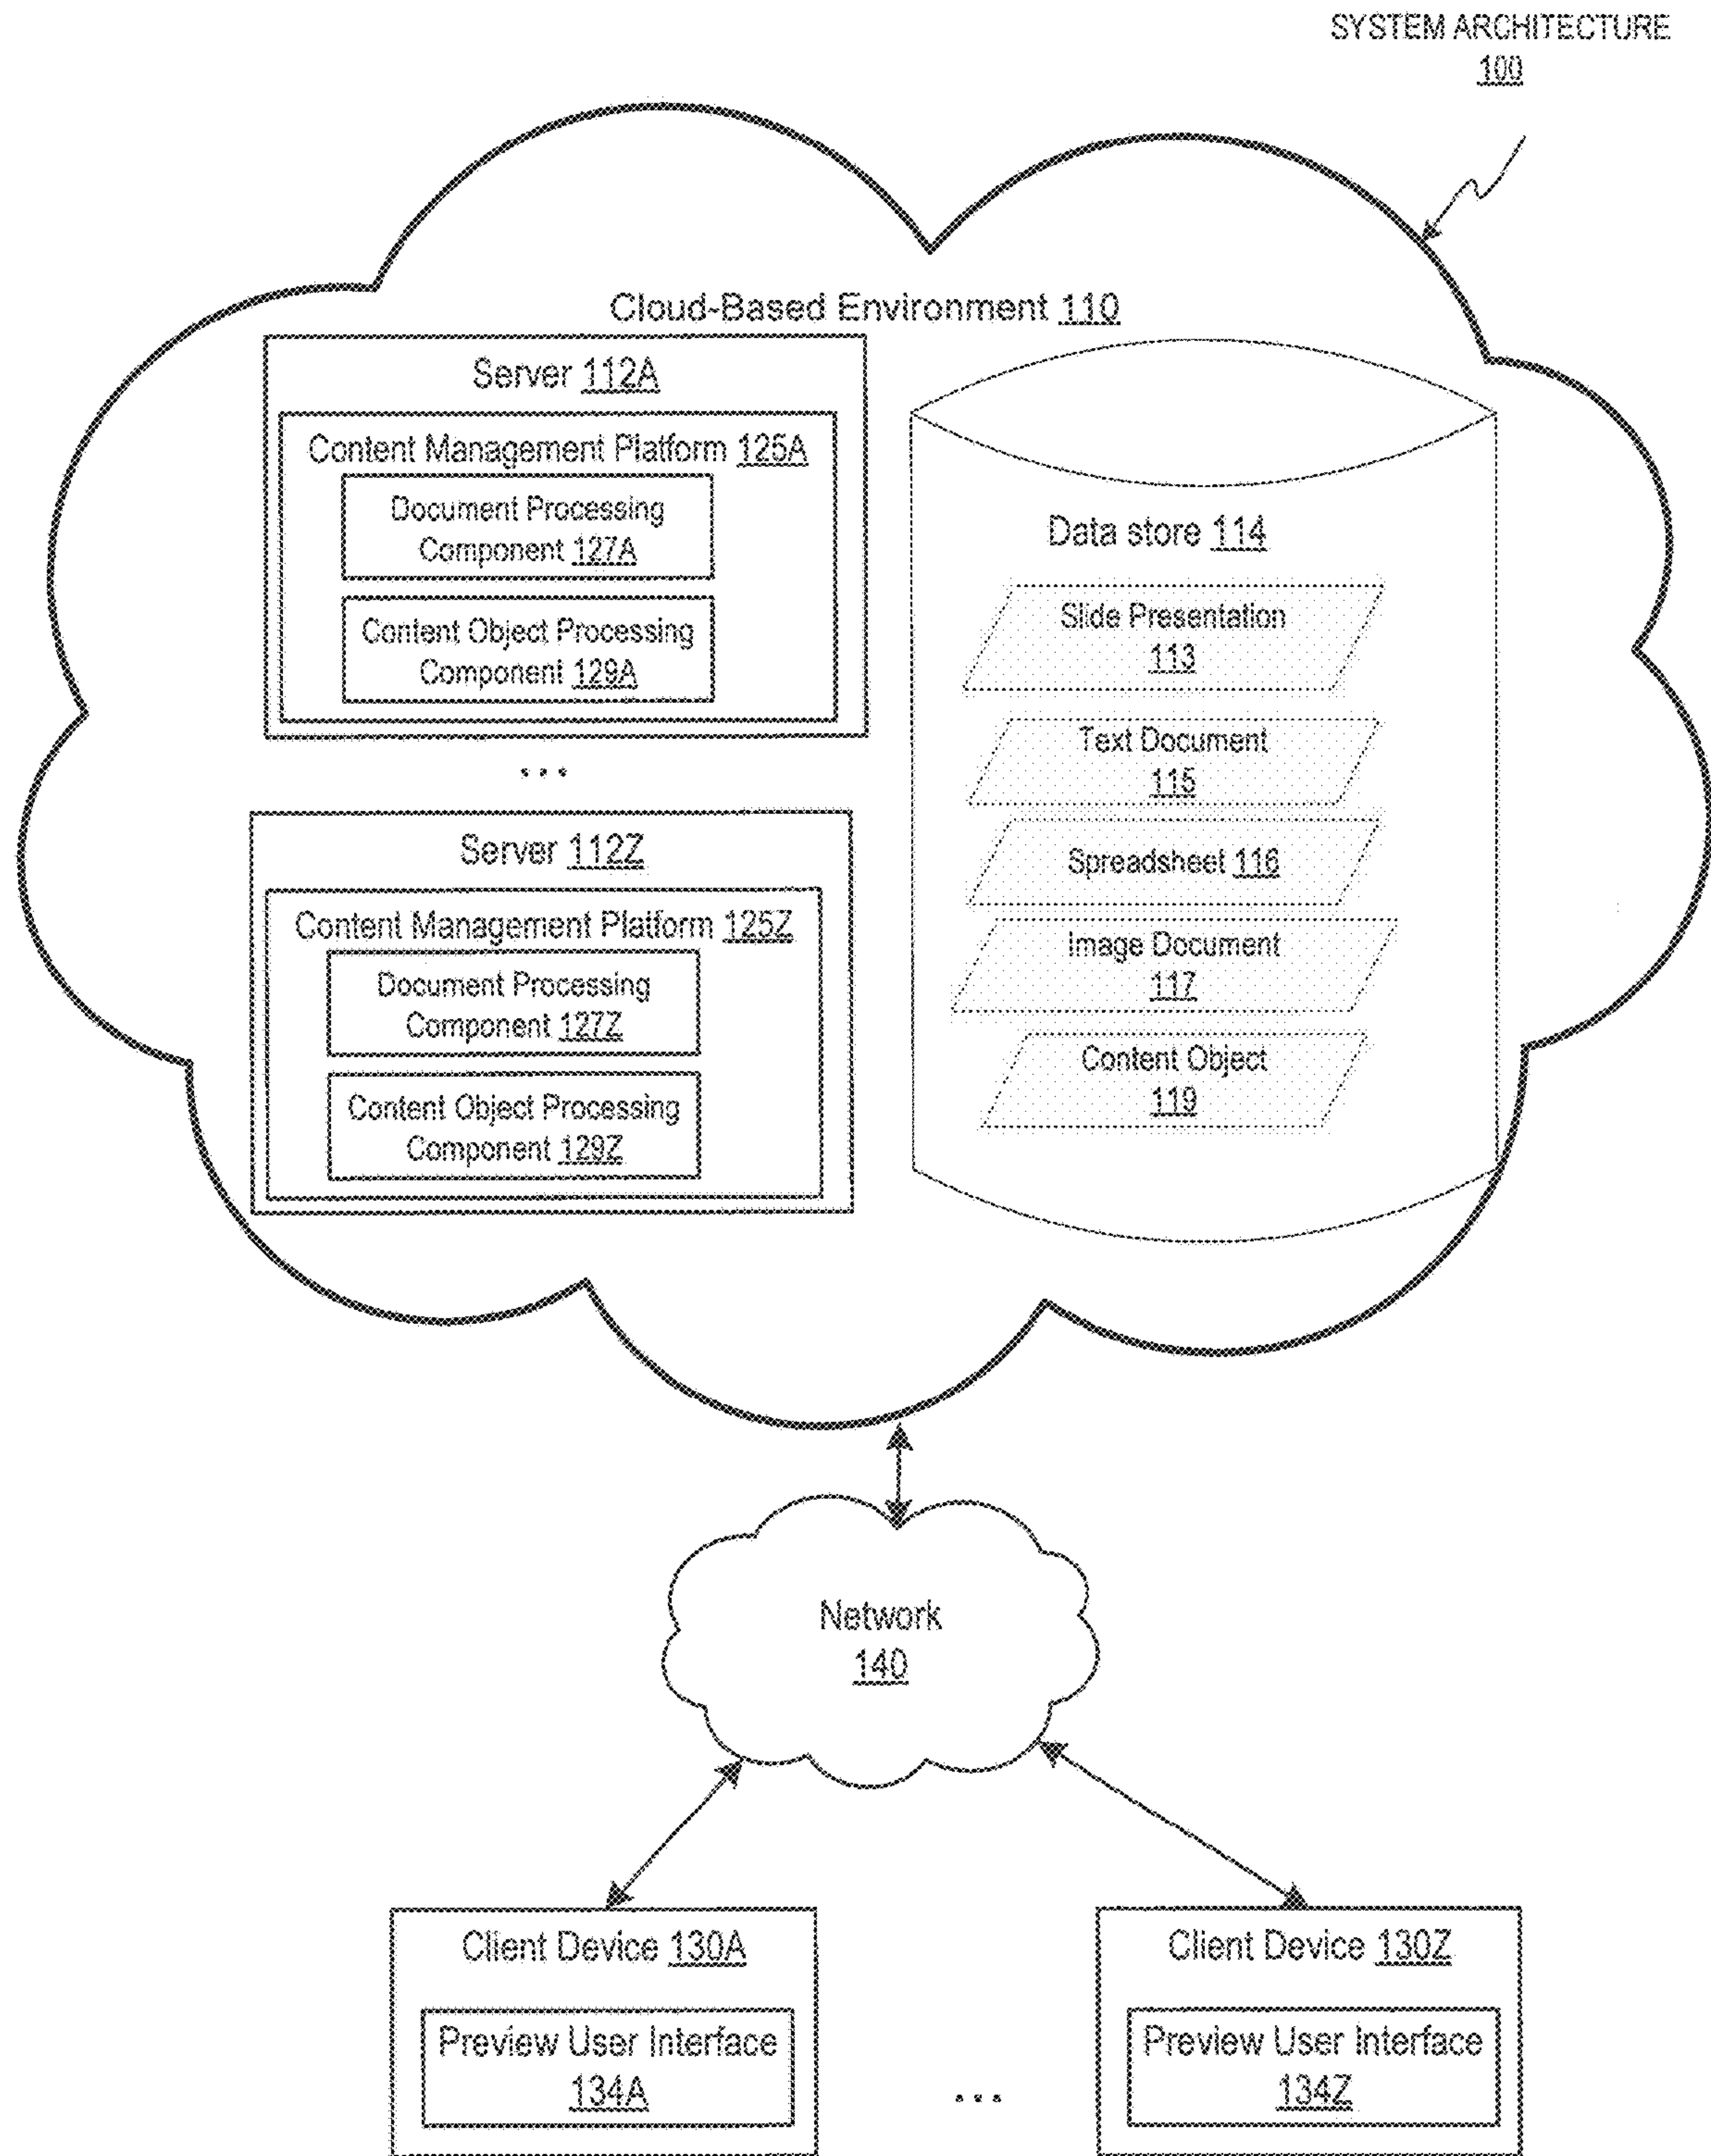 SYSTEM ARCHITECTURE
100
Cloud-Based Environment 110
Server 112A
Content Management Platform 125A
Document Processing
Component 127A
Content Object Processing
Component 129A
...
Server 112Z
Content Management Platform 125Z
Document Processing
Component 127Z
Content Object Processing
Component 129Z
Data store 114
Slide Presentation
113
Text Document
115
Spreadsheet 116
Image Document
117
Content Object
119
Network
140
Client Device 130A
Preview User Interface
134A
...
Client Device 130Z
Preview User Interface
134Z